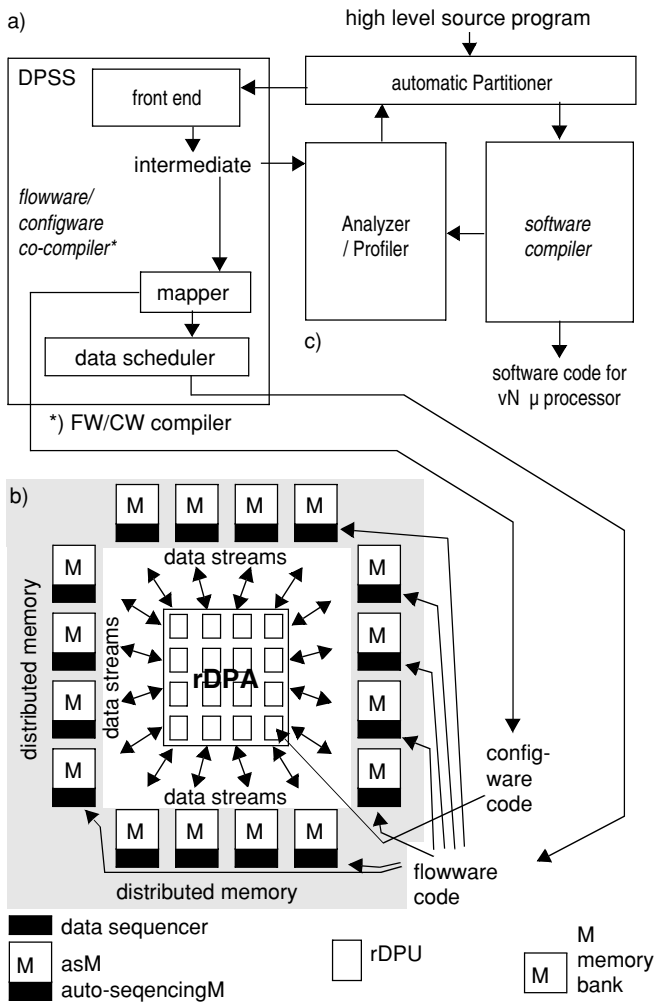 a)
high level source program
DPSS
front end
automatic Partitioner
intermediate
flowware/
configware
co-compiler*
Analyzer
/ Profiler
software
compiler
mapper
data scheduler
c)
software code for
vN µ processor
*) FW/CW compiler
b)
M M M M
data streams
M
M
M
M
distributed memory
data streams
rDPA
M
M
M
M
data streams
M M M M
distributed memory
config-
ware
code
flowware
code
data sequencer
M
asM
auto-seqencingM
rDPU
M
M
memory
bank